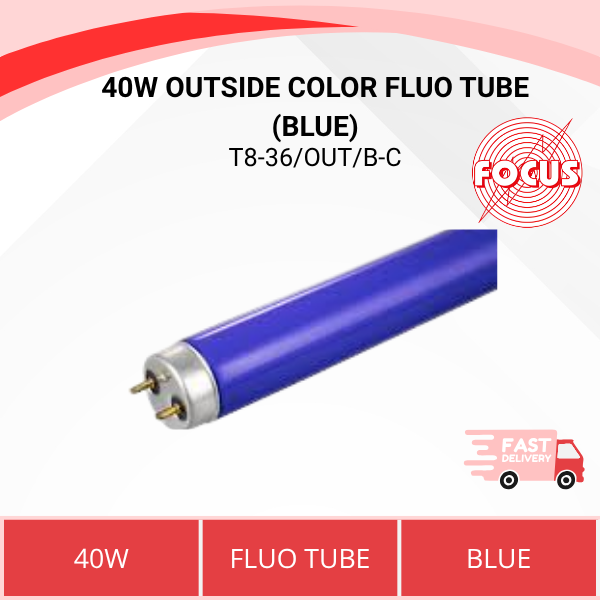 40W OUTSIDE COLOR FLUO TUBE
(BLUE)
T8-36/OUT/B-C
FOCUS
FAST
DELIVERY
40W
FLUO TUBE
BLUE